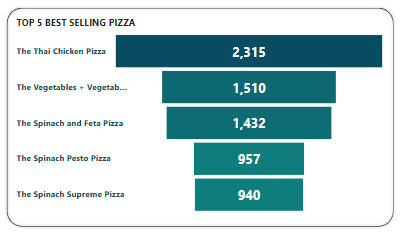 TOP 5 BEST SELLING PIZZA
The Thai Chicken Pizza 2,315
The Vegetables + Vegetab... 1,510
The Spinach and Feta Pizza 1,432
The Spinach Pesto Pizza 957
The Spinach Supreme Pizza 940